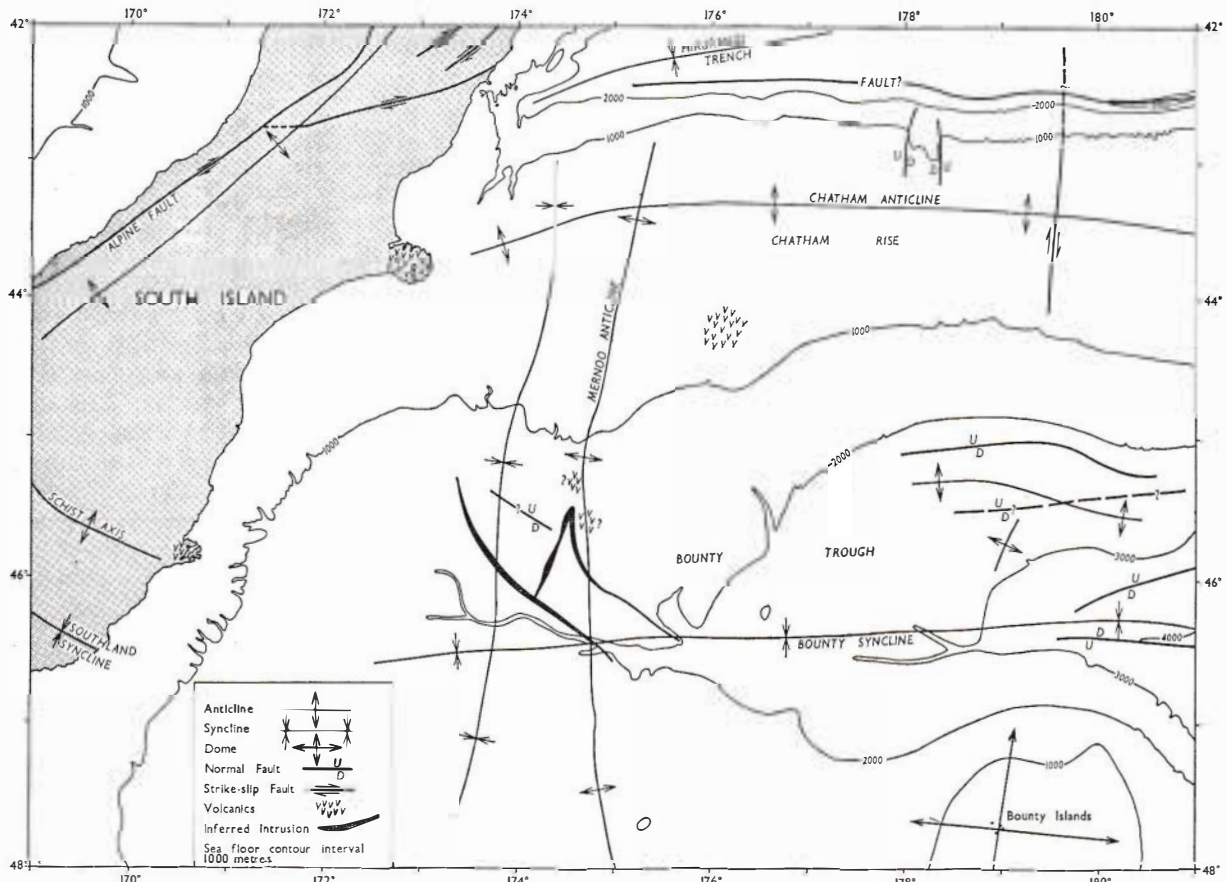 170° 172° 174° 176° 178° 180°
42° 42°
TRENCH
FAULT?
1000
2000
-2000
1000
1000
U D
ALPINE FAULT
CHATHAM ANTICLINE
CHATHAM RISE
44° SOUTH ISLAND 44°
MERNOO
1000
1000
-2000
U
D
U
D?
?
? U
D
?
?
SCHIST AXIS
BOUNTY TROUGH
3000
46° 46°
U
D
SOUTHLAND
SYNCLINE
BOUNTY SYNCLINE
D
U
4000
3000
2000
1000
Bounty Islands
Anticline
Syncline
Dome
Normal Fault U
D
Strike-slip Fault
Volcanics
Inferred Intrusion
Sea floor contour interval
1000 metres
48° 48°
170° 172° 174° 176° 178° 180°